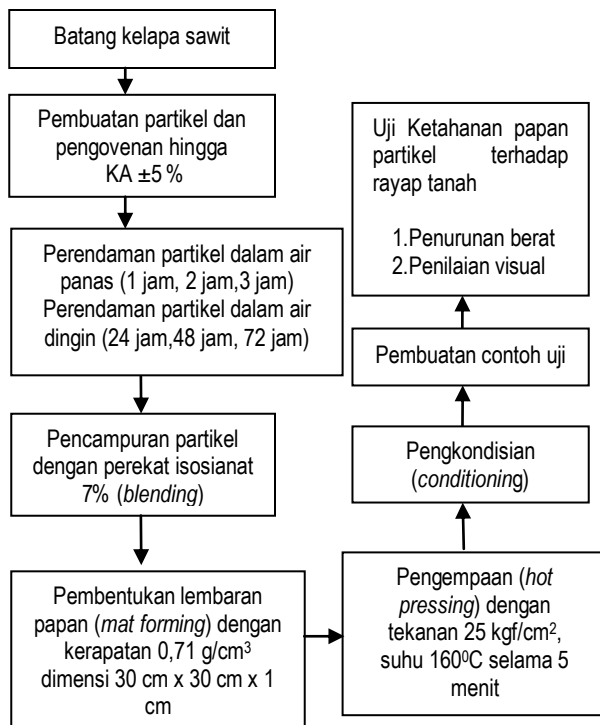 Batang kelapa sawit
Pembuatan partikel dan
pengovenan hingga
KA ±5 %
Perendaman partikel dalam air
panas (1 jam, 2 jam,3 jam)
Perendaman partikel dalam air
dingin (24 jam,48 jam, 72 jam)
Pencampuran partikel
dengan perekat isosianat
7% (blending)
Pembentukan lembaran
papan (mat forming) dengan
kerapatan 0,71 g/cm³
dimensi 30 cm x 30 cm x 1
cm
Pengempaan (hot
pressing) dengan
tekanan 25 kgf/cm²,
suhu 160⁰C selama 5
menit
Pengkondisian
(conditioning)
Pembuatan contoh uji
Uji Ketahanan papan
partikel terhadap
rayap tanah
1.Penurunan berat
2.Penilaian visual